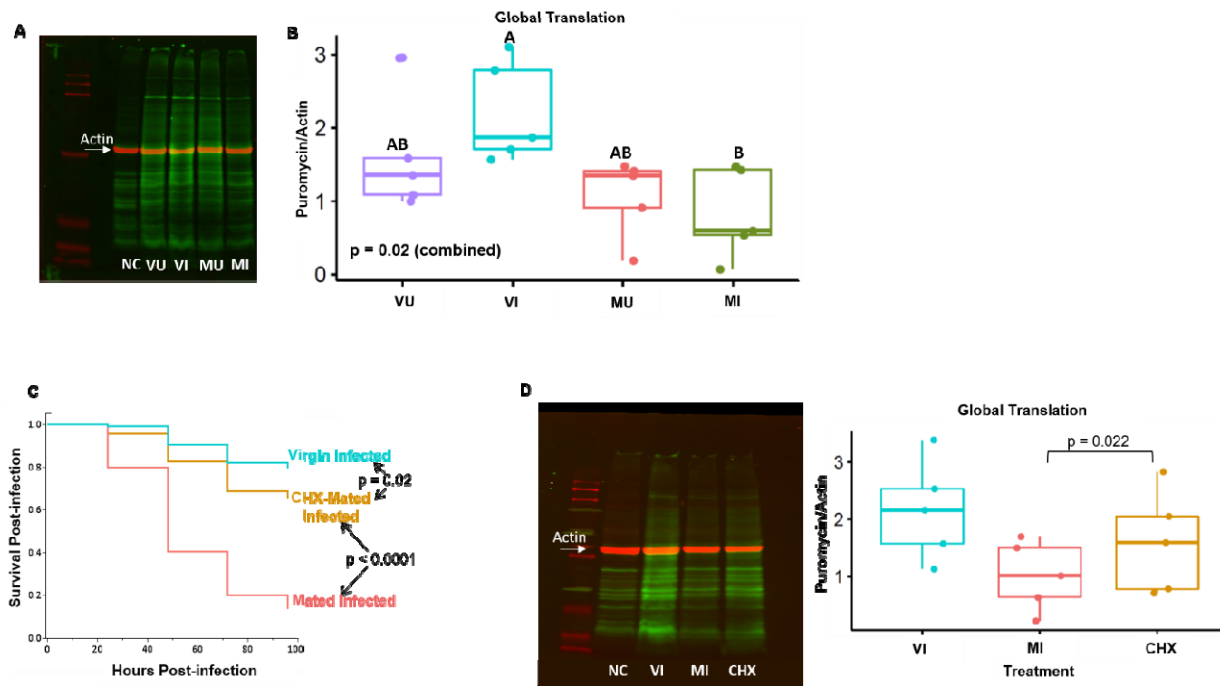 A
Actin
NC VU VI MU MI
B
Global Translation
Puromycin/Actin
3
2
1
0
A
AB
AB
B
p = 0.02 (combined)
VU VI MU MI
C
Survival Post-infection
1.0
0.8
0.6
0.4
0.2
0.0
Virgin Infected
p = 0.02
CHX-Mated
Infected
p < 0.0001
Mated Infected
0 20 40 60 80 100
Hours Post-infection
D
Actin
NC VI MI CHX
Global Translation
p = 0.022
Puromycin/Actin
3
2
1
VI MI CHX
Treatment